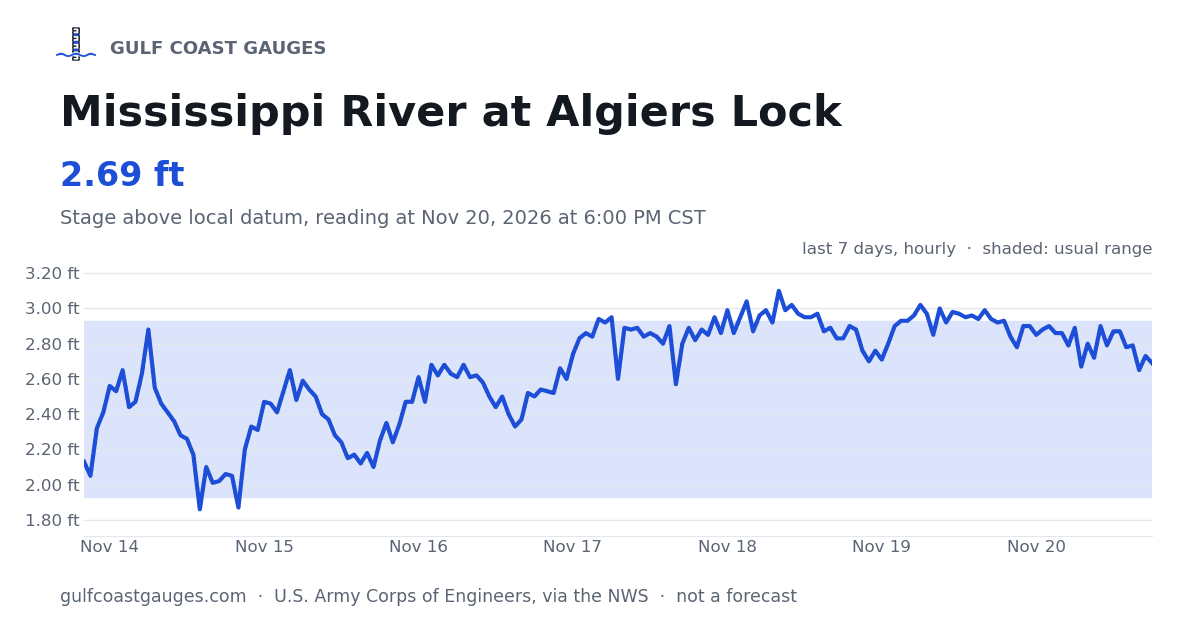 GULF COAST GAUGES
Mississippi River at Algiers Lock
2.69 ft
Stage above local datum, reading at Nov 20, 2026 at 6:00 PM CST
last 7 days, hourly · shaded: usual range
3.20 ft
3.00 ft
2.80 ft
2.60 ft
2.40 ft
2.20 ft
2.00 ft
1.80 ft
Nov 14 Nov 15 Nov 16 Nov 17 Nov 18 Nov 19 Nov 20
gulfcoastgauges.com · U.S. Army Corps of Engineers, via the NWS · not a forecast